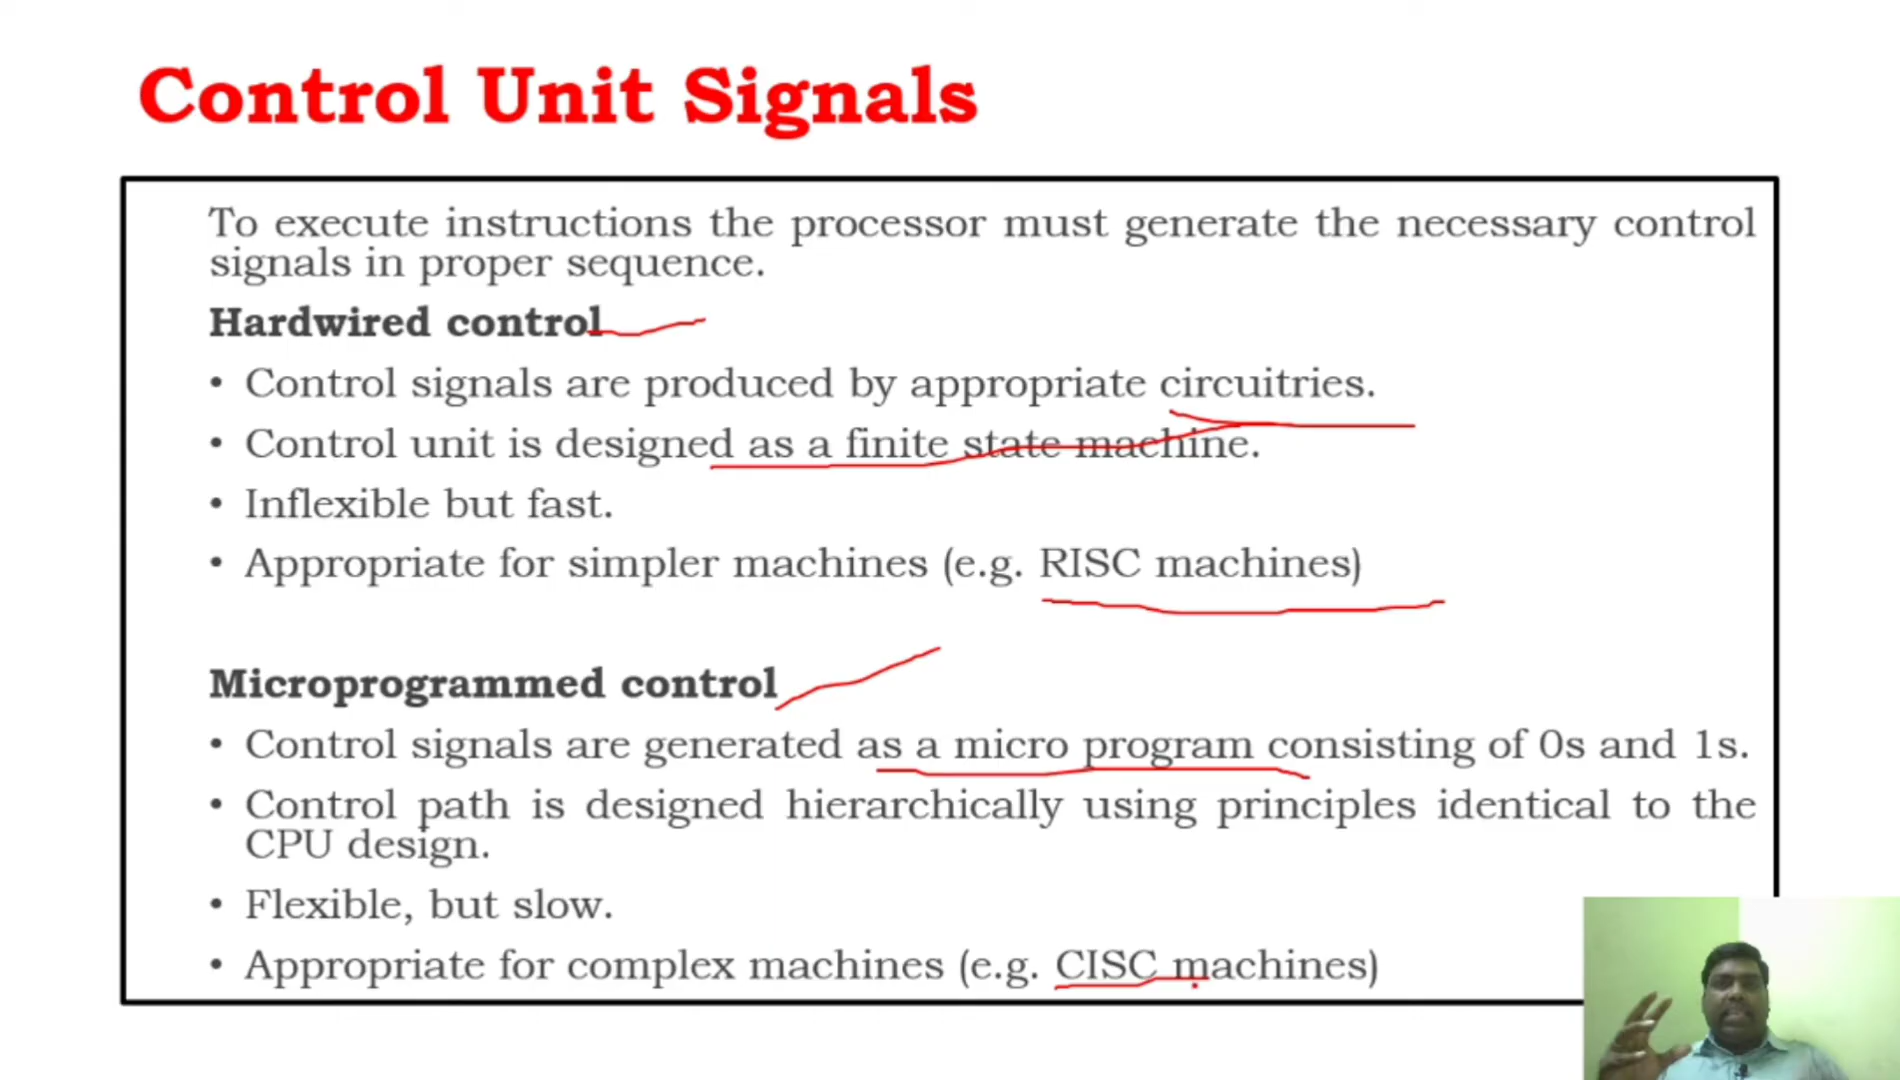 Control Unit Signals
To execute instructions the processor must generate the necessary control
signals in proper sequence.
Hardwired control
• Control signals are produced by appropriate circuitries.
• Control unit is designed as a finite state machine.
• Inflexible but fast.
• Appropriate for simpler machines (e.g. RISC machines)
Microprogrammed control
• Control signals are generated as a micro program consisting of 0s and 1s.
• Control path is designed hierarchically using principles identical to the
CPU design.
• Flexible, but slow.
• Appropriate for complex machines (e.g. CISC machines)